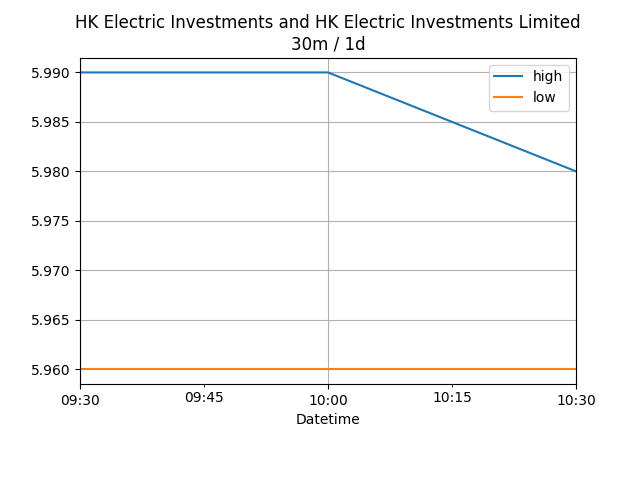 HK Electric Investments and HK Electric Investments Limited
30m / 1d
high
low
5.990
5.985
5.980
5.975
5.970
5.965
5.960
09:30
09:45
10:00
10:15
10:30
Datetime